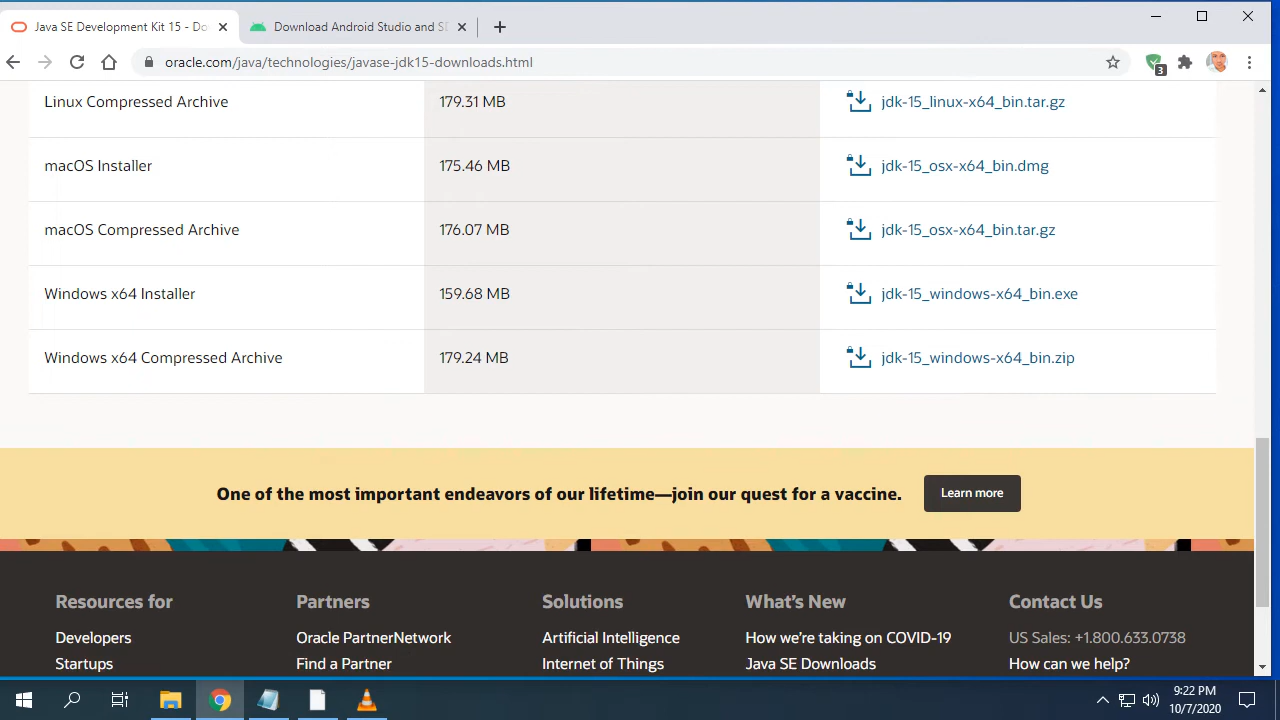 Java SE Development Kit 15 - Do
Download Android Studio and SD
oracle.com/java/technologies/javase-jdk15-downloads.html
3
Linux Compressed Archive 179.31 MB jdk-15_linux-x64_bin.tar.gz
macOS Installer 175.46 MB jdk-15_osx-x64_bin.dmg
macOS Compressed Archive 176.07 MB jdk-15_osx-x64_bin.tar.gz
Windows x64 Installer 159.68 MB jdk-15_windows-x64_bin.exe
Windows x64 Compressed Archive 179.24 MB jdk-15_windows-x64_bin.zip
One of the most important endeavors of our lifetime—join our quest for a vaccine. Learn more
Resources for Partners Solutions What's New Contact Us
Developers Oracle PartnerNetwork Artificial Intelligence How we're taking on COVID-19 US Sales: +1.800.633.0738
Startups Find a Partner Internet of Things Java SE Downloads How can we help?
9:22 PM
10/7/2020